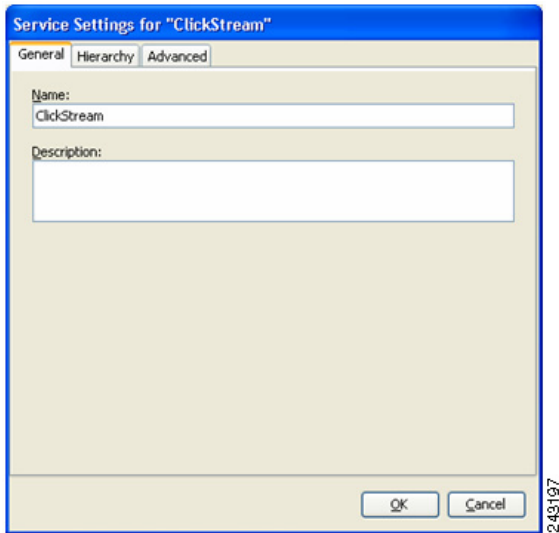 Service Settings for "ClickStream"
General Hierarchy Advanced
Name:
ClickStream
Description:
OK Cancel
243197